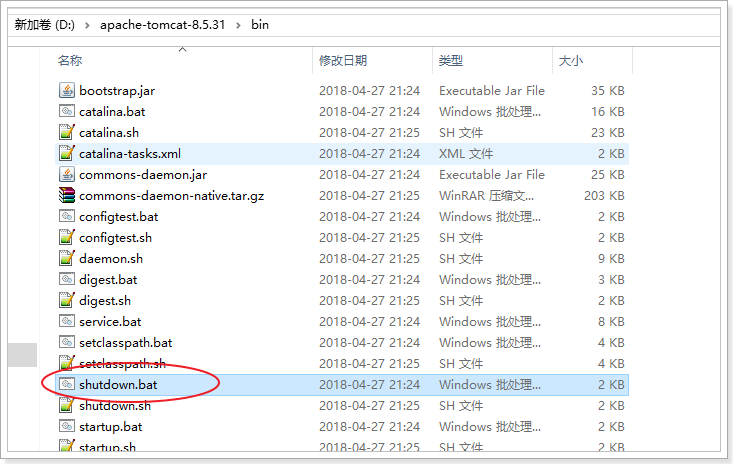 新加卷 (D:) › apache-tomcat-8.5.31 › bin
名称 修改日期 类型 大小
bootstrap.jar 2018-04-27 21:24 Executable Jar File 35 KB
catalina.bat 2018-04-27 21:24 Windows 批处理... 16 KB
catalina.sh 2018-04-27 21:25 SH 文件 23 KB
catalina-tasks.xml 2018-04-27 21:24 XML 文件 2 KB
commons-daemon.jar 2018-04-27 21:24 Executable Jar File 25 KB
commons-daemon-native.tar.gz 2018-04-27 21:25 WinRAR 压缩文... 203 KB
configtest.bat 2018-04-27 21:24 Windows 批处理... 2 KB
configtest.sh 2018-04-27 21:25 SH 文件 2 KB
daemon.sh 2018-04-27 21:25 SH 文件 9 KB
digest.bat 2018-04-27 21:24 Windows 批处理... 3 KB
digest.sh 2018-04-27 21:25 SH 文件 2 KB
service.bat 2018-04-27 21:24 Windows 批处理... 8 KB
setclasspath.bat 2018-04-27 21:24 Windows 批处理... 4 KB
setclasspath.sh 2018-04-27 21:25 SH 文件 4 KB
shutdown.bat 2018-04-27 21:24 Windows 批处理... 2 KB
shutdown.sh 2018-04-27 21:25 SH 文件 2 KB
startup.bat 2018-04-27 21:24 Windows 批处理... 2 KB
startup.sh 2018-04-27 21:25 SH 文件 2 KB